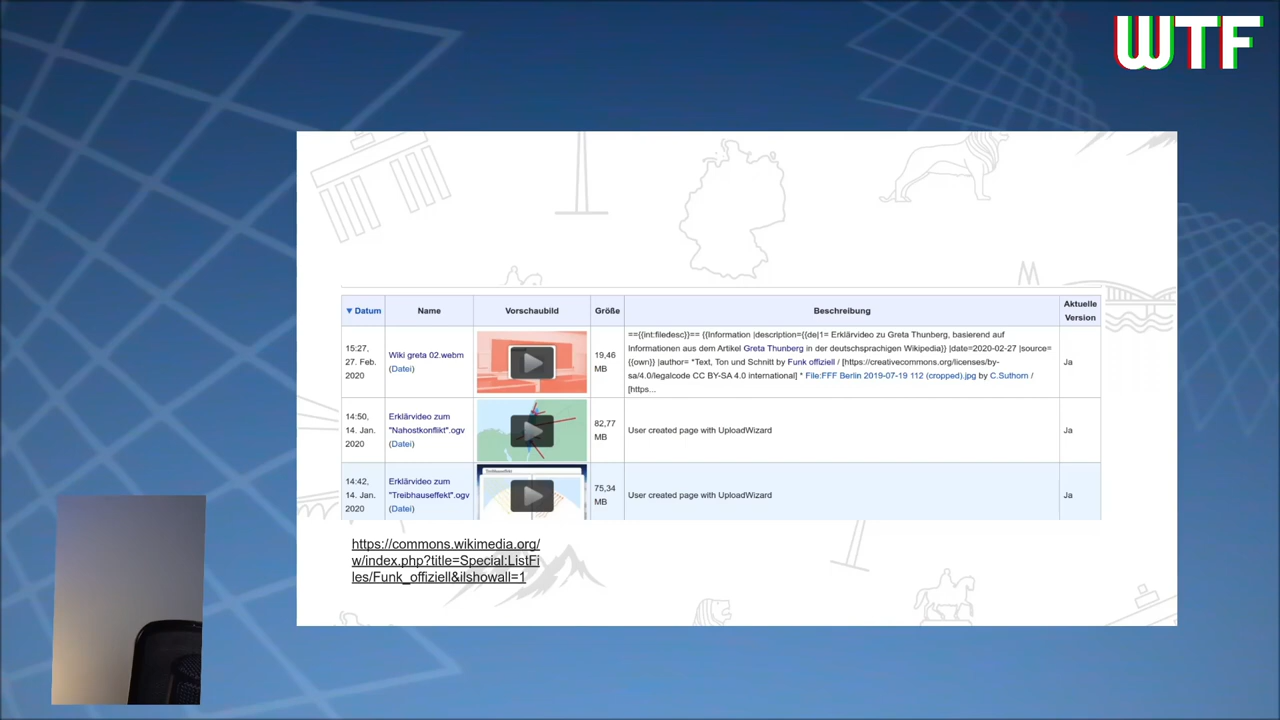 WTF
▼ Datum Name Vorschaubild Größe Beschreibung Aktuelle Version
15:27,
27. Feb.
2020
Wiki greta 02.webm
(Datei)
19,46
MB
=={{int:filedesc}}== {{Information |description={{de|1= Erklärvideo zu Greta Thunberg, basierend auf
Informationen aus dem Artikel Greta Thunberg in der deutschsprachigen Wikipedia}} |date=2020-02-27 |source=
{{own}} |author= *Text, Ton und Schnitt by Funk offiziell / [https://creativecommons.org/licenses/by-
sa/4.0/legalcode CC BY-SA 4.0 international] * File:FFF Berlin 2019-07-19 112 (cropped).jpg by C.Suthorn /
[https...
Ja
14:50,
14. Jan.
2020
Erklärvideo zum
"Nahostkonflikt".ogv
(Datei)
82,77
MB
User created page with UploadWizard
Ja
14:42,
14. Jan.
2020
Erklärvideo zum
"Treibhauseffekt".ogv
(Datei)
Treibhauseffekt
75,34
MB
User created page with UploadWizard
Ja
https://commons.wikimedia.org/
w/index.php?title=Special:ListFi
les/Funk_offiziell&ilshowall=1